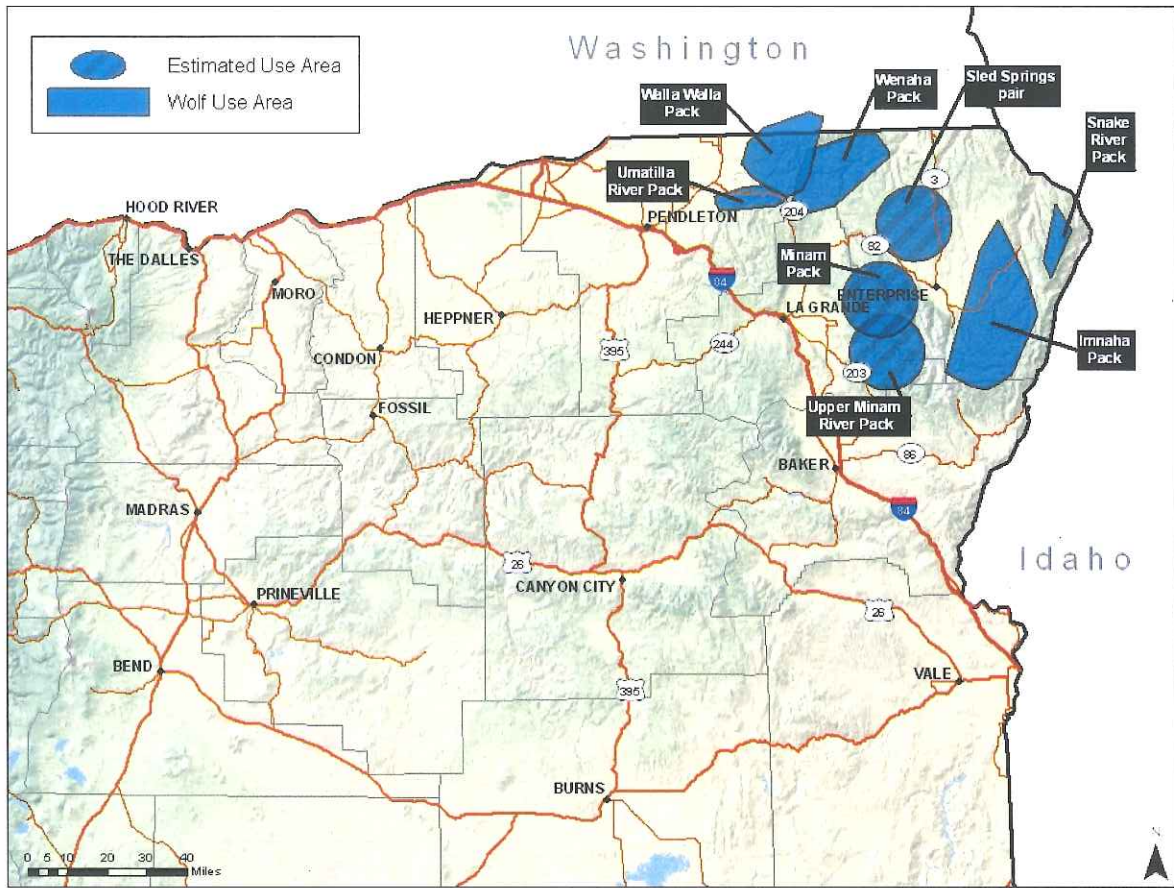 Washington
Estimated Use Area
Wolf Use Area
Walla Walla
Pack
Wenaha
Pack
Sled Springs
pair
Snake
River
Pack
Umatilla
River Pack
3
204
HOOD RIVER
PENDLETON
THE DALLES
82
Minam
Pack
84
MORO
ENTERPRISE
HEPPNER
LA GRANDE
Imnaha
Pack
CONDON
395
244
203
FOSSIL
Upper Minam
River Pack
86
BAKER
MADRAS
84
Idaho
26
CANYON CITY
PRINEVILLE
26
BEND
VALE
395
BURNS
N
0 5 10 20 30 40
Miles